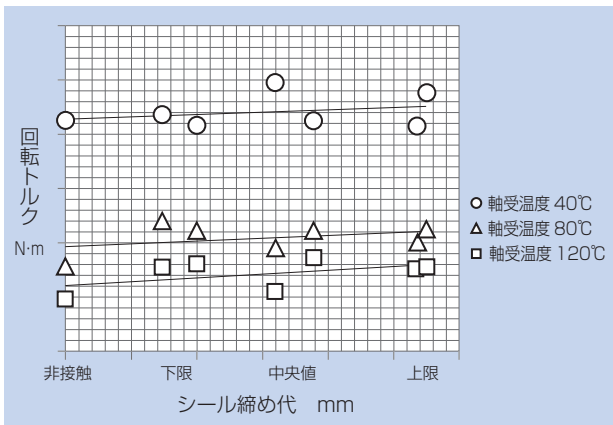 回転トルク
N·m
○ 軸受温度 40℃
△ 軸受温度 80℃
□ 軸受温度 120℃
非接触 下限 中央値 上限
シール締め代 mm